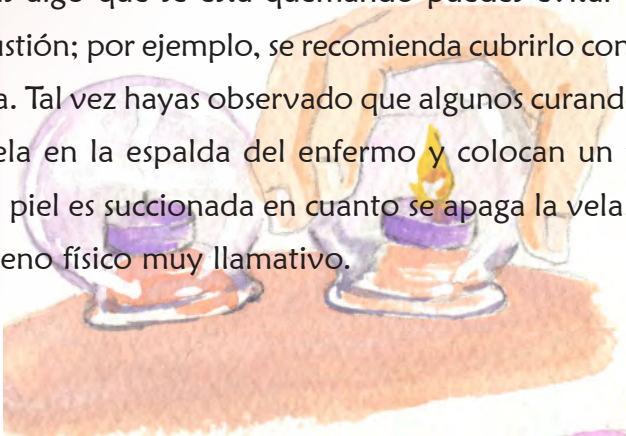 algo que se está quemando puedes evitar
stión; por ejemplo, se recomienda cubrirlo con
a. Tal vez hayas observado que algunos curand
ela en la espalda del enfermo y colocan un
piel es succionada en cuanto se apaga la vela.
eno físico muy llamativo.